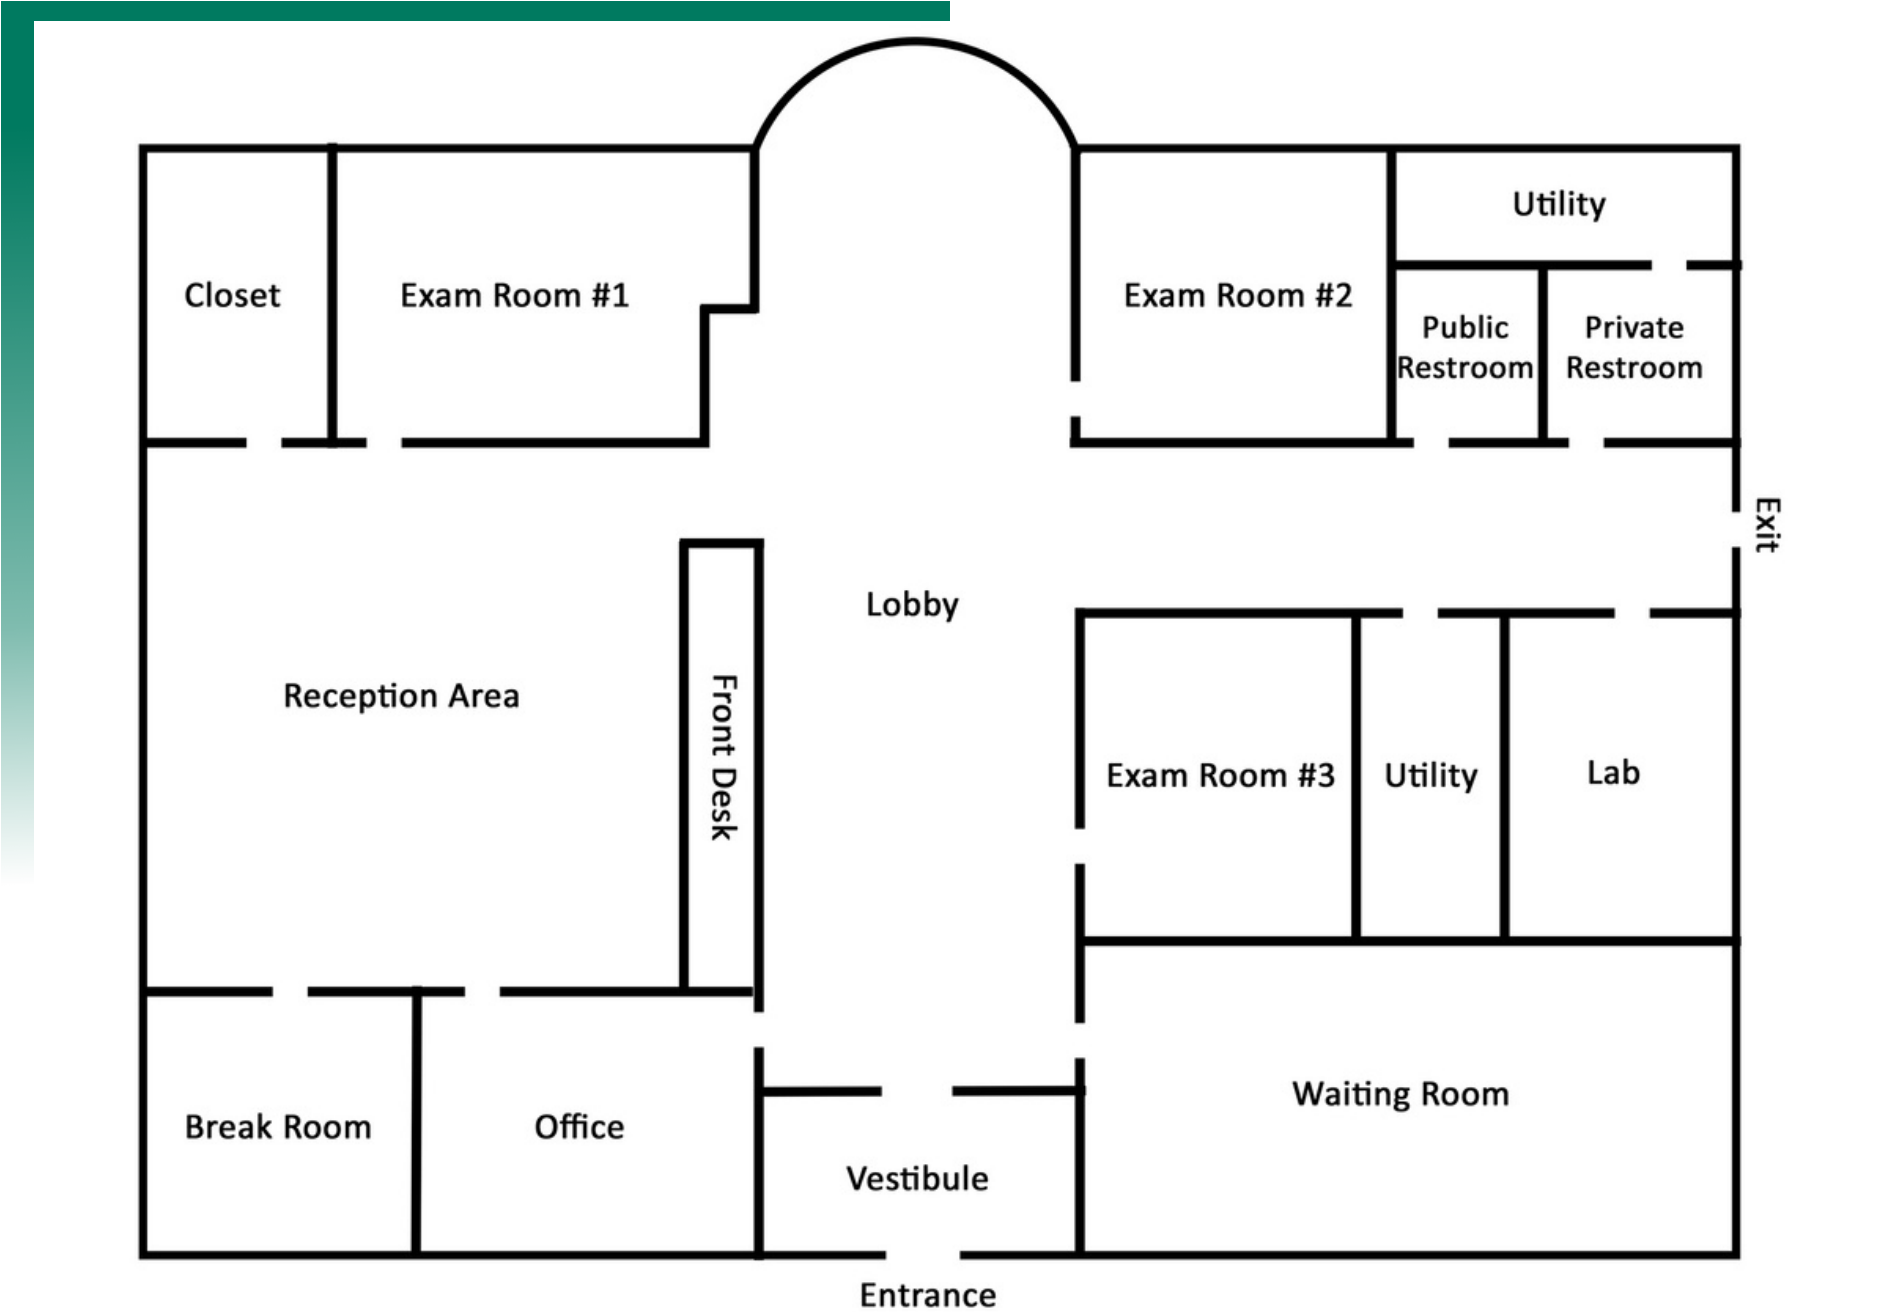 Utility
Closet
Exam Room #1
Exam Room #2
Public
Restroom
Private
Restroom
Exit
Lobby
Reception Area
Front Desk
Exam Room #3
Utility
Lab
Break Room
Office
Vestibule
Waiting Room
Entrance